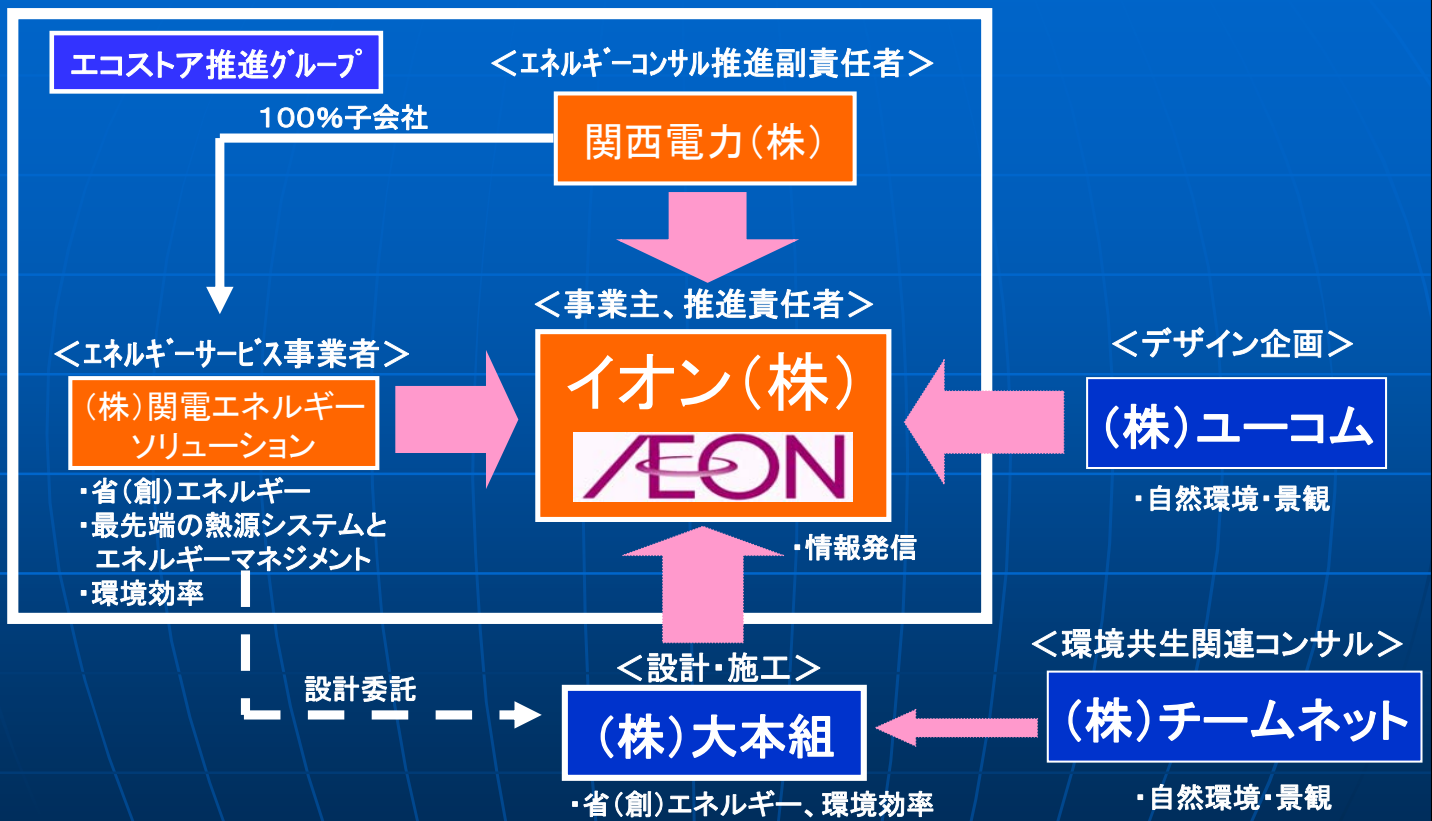 エコストア推進グループ
＜エネルギーコンサル推進副責任者＞
100%子会社
関西電力(株)
＜事業主、推進責任者＞
イオン(株)
ÆON
・情報発信
＜エネルギーサービス事業者＞
(株)関電エネルギー
ソリューション
・省(創)エネルギー
・最先端の熱源システムと
エネルギーマネジメント
・環境効率
＜デザイン企画＞
(株)ユーコム
・自然環境・景観
設計委託
＜設計・施工＞
(株)大本組
・省(創)エネルギー、環境効率
＜環境共生関連コンサル＞
(株)チームネット
・自然環境・景観